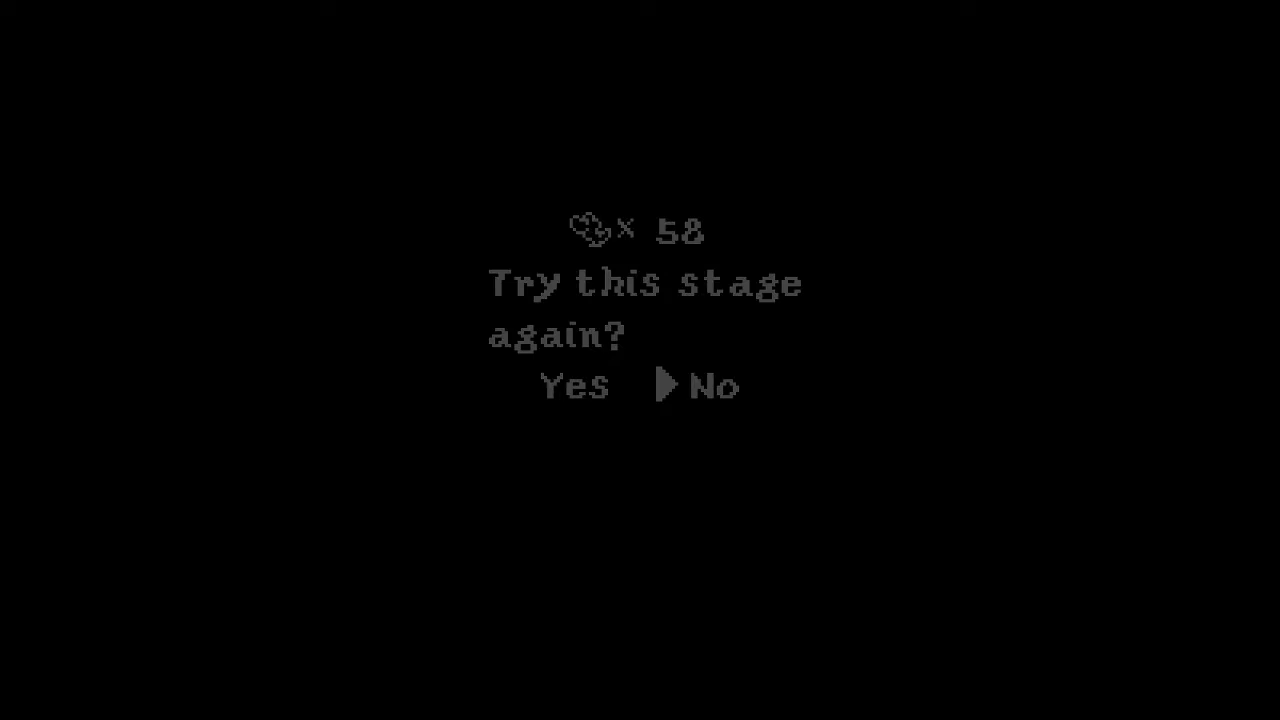 × 58
Try this stage
again?
Yes ▶No